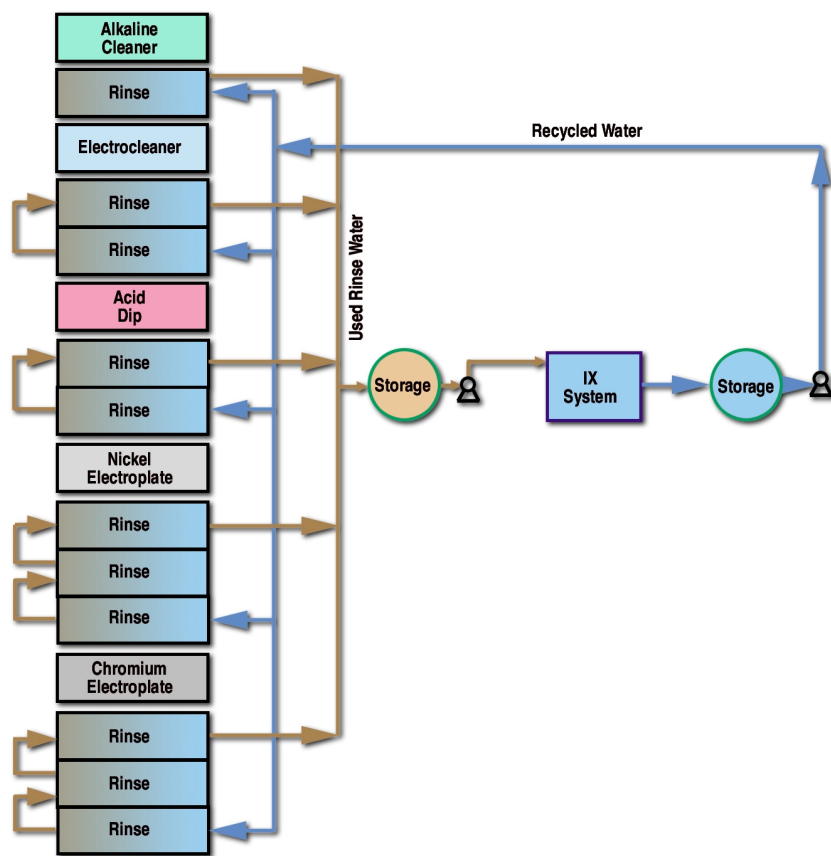 Alkaline
Cleaner
Rinse
Electrocleaner
Rinse
Rinse
Acid
Dip
Rinse
Rinse
Nickel
Electroplate
Rinse
Rinse
Rinse
Chromium
Electroplate
Rinse
Rinse
Rinse
Used Rinse Water
Recycled Water
Storage
IX
System
Storage